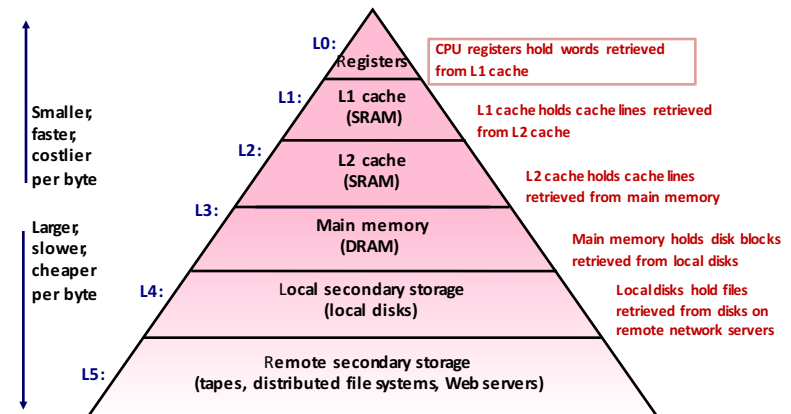 L0:
Registers
CPU registers hold words retrieved
from L1 cache
L1:
L1 cache
(SRAM)
L1 cache holds cache lines retrieved
from L2 cache
Smaller,
faster,
costlier
per byte
L2:
L2 cache
(SRAM)
L2 cache holds cache lines
retrieved from main memory
L3:
Main memory
(DRAM)
Main memory holds disk blocks
retrieved from local disks
Larger,
slower,
cheaper
per byte
L4:
Local secondary storage
(local disks)
Local disks hold files
retrieved from disks on
remote network servers
L5:
Remote secondary storage
(tapes, distributed file systems, Web servers)